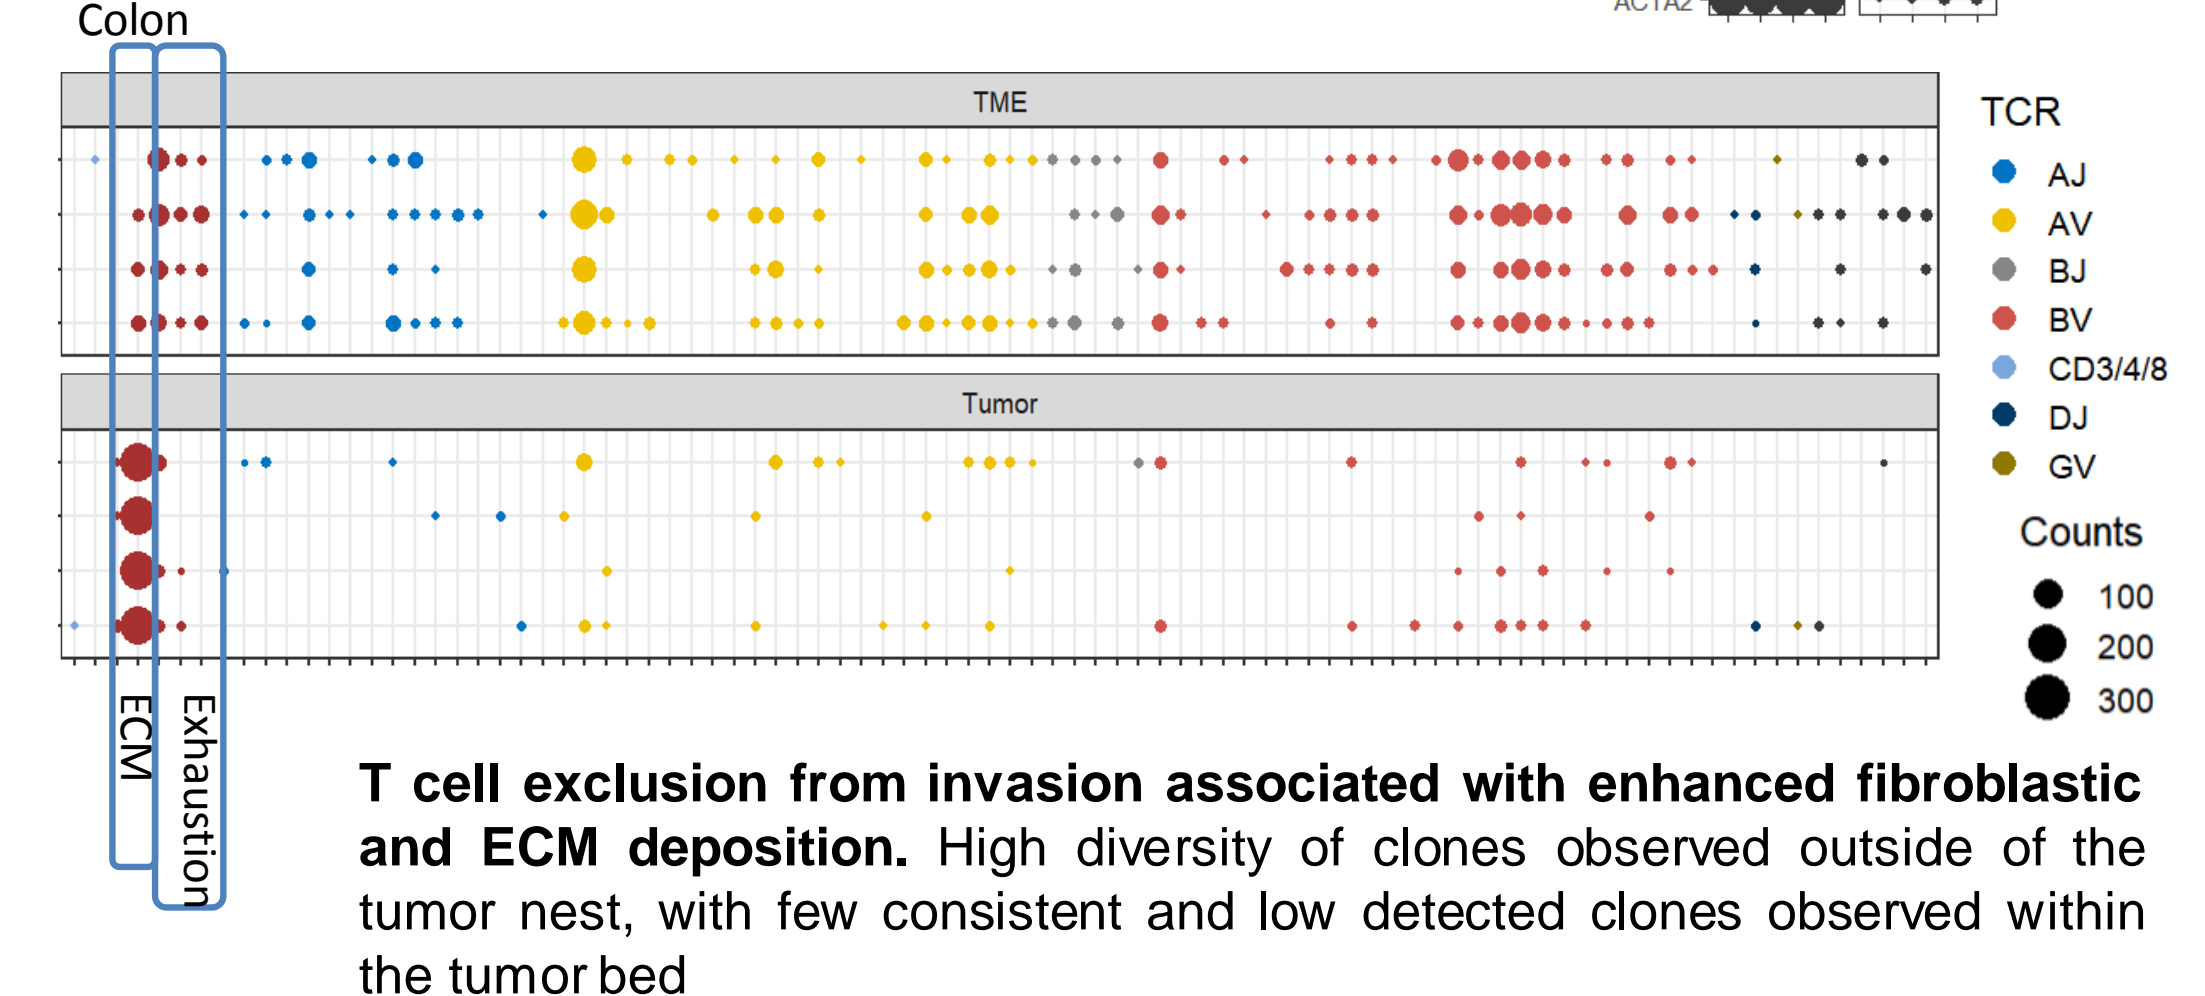 Colon
ACTA2
TME
TCR
AJ
AV
BJ
BV
CD3/4/8
DJ
GV
Tumor
Counts
100
200
300
ECM
Exhaustion
T cell exclusion from invasion associated with enhanced fibroblastic
and ECM deposition. High diversity of clones observed outside of the
tumor nest, with few consistent and low detected clones observed within
the tumor bed